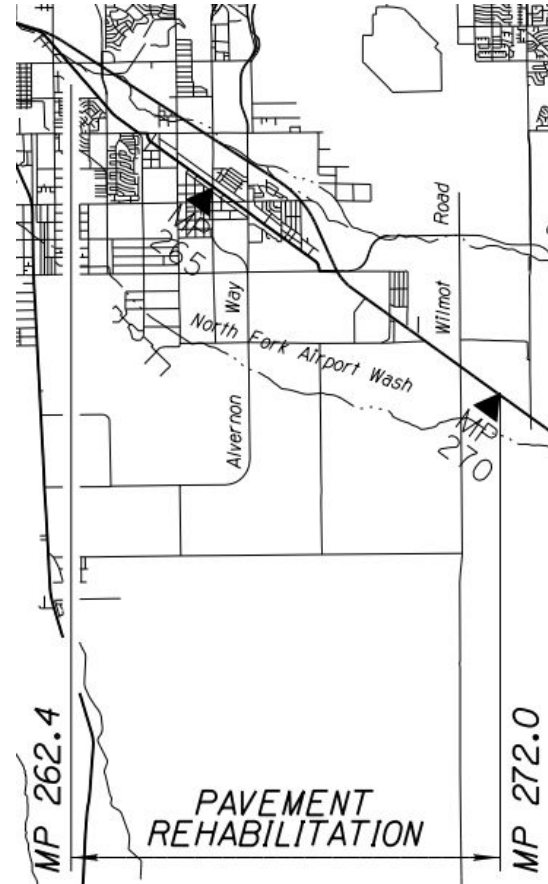 MP
265
Way
Alvernon
North Fork Airport Wash
Road
Wilmot
MP
270
MP 262.4
PAVEMENT
REHABILITATION
MP 272.0